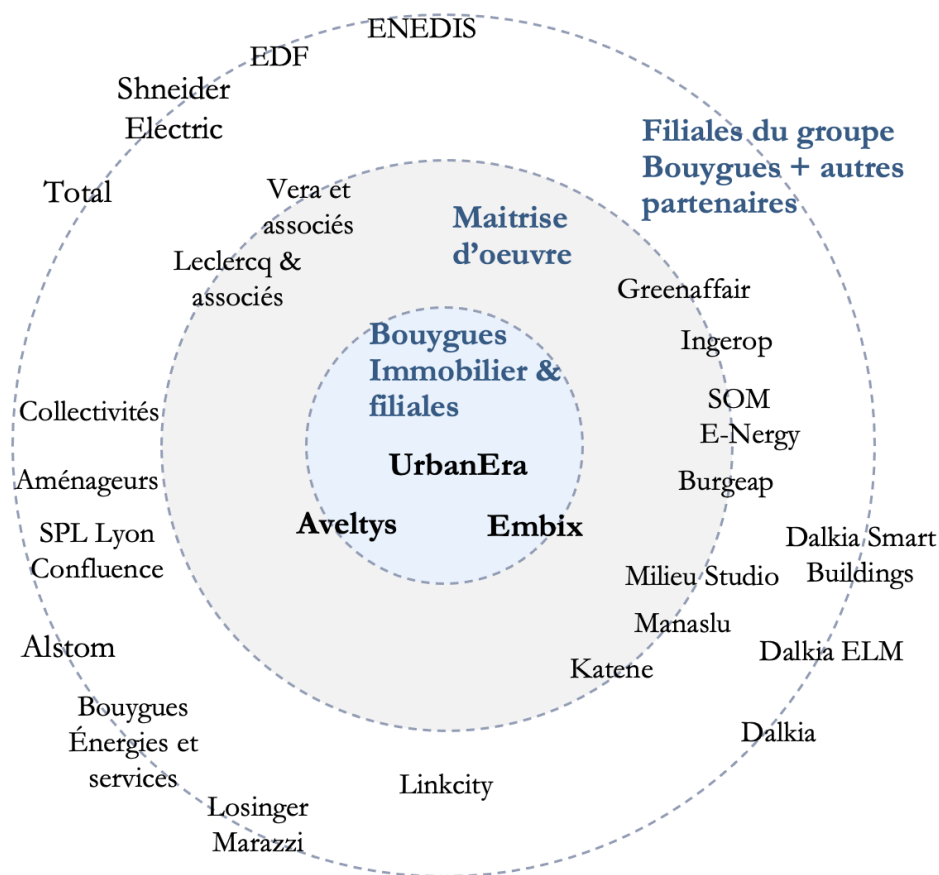 ENEDIS
EDF
Shneider
Electric
Total
Filiales du groupe
Bouygues + autres
partenaires
Vera et
associés
Maitrise
d'oeuvre
Leclercq &
associés
Greenaffair
Ingerop
Bouygues
Immobilier &
filiales
SOM
E-Nergy
Collectivités
UrbanEra
Aménageurs
Burgeap
Aveltys
Embix
SPL Lyon
Confluence
Dalkia Smart
Buildings
Milieu Studio
Manaslu
Alstom
Dalkia ELM
Katene
Bouygues
Énergies et
services
Dalkia
Linkcity
Losinger
Marazzi